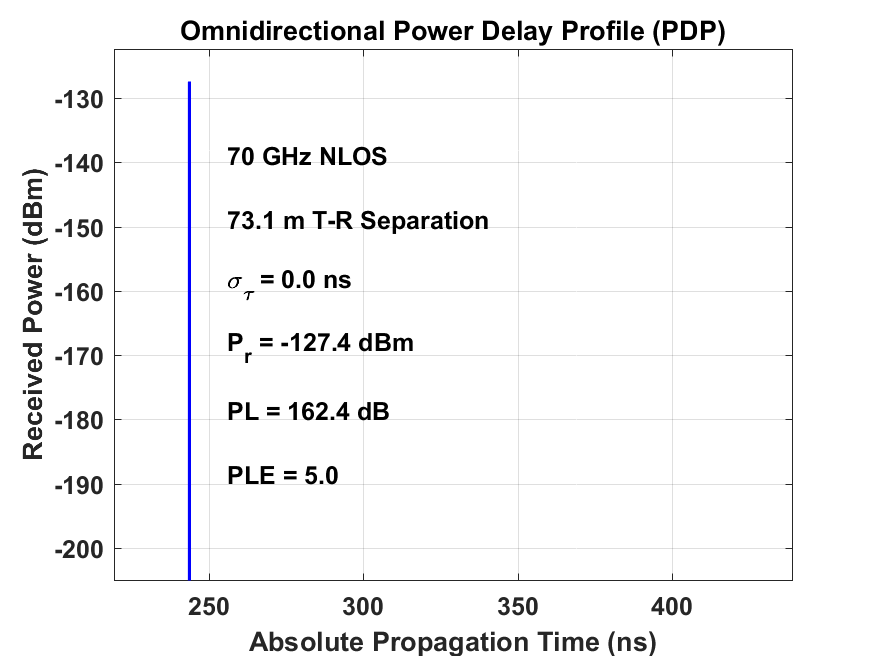 Omnidirectional Power Delay Profile (PDP)
Received Power (dBm)
-130
-140
-150
-160
-170
-180
-190
-200
70 GHz NLOS
73.1 m T-R Separation
σ_τ = 0.0 ns
P_r = -127.4 dBm
PL = 162.4 dB
PLE = 5.0
250 300 350 400
Absolute Propagation Time (ns)